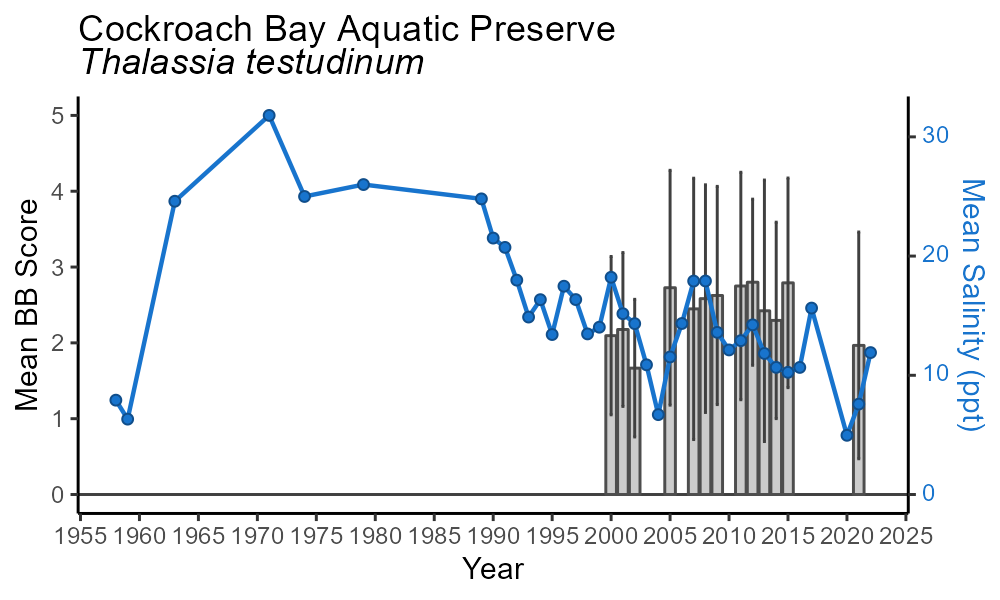 Cockroach Bay Aquatic Preserve
Thalassia testudinum
Mean BB Score
5
4
3
2
1
0
30
20
10
0
Mean Salinity (ppt)
1955 1960 1965 1970 1975 1980 1985 1990 1995 2000 2005 2010 2015 2020 2025
Year